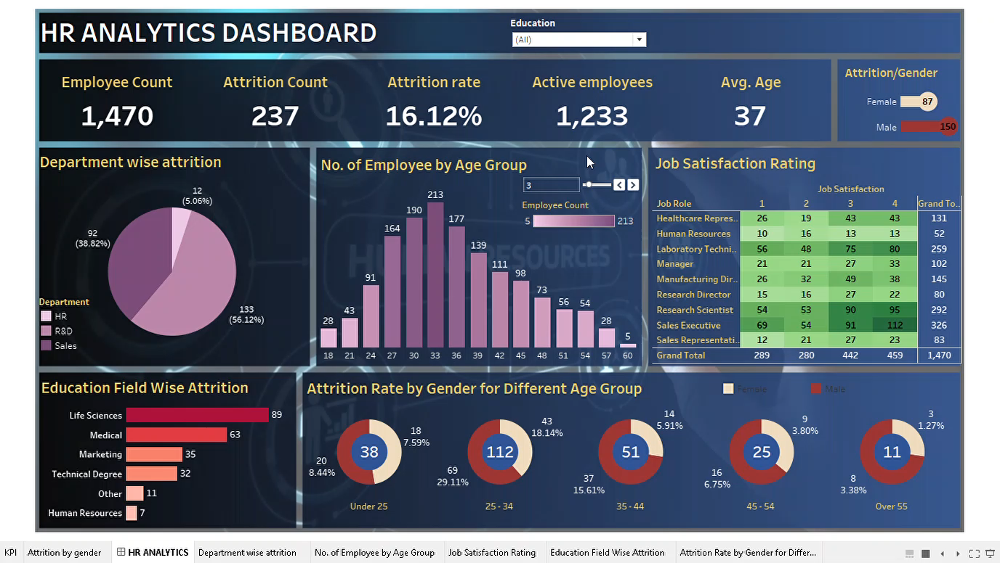 HR ANALYTICS DASHBOARD
Education
(All)
Employee Count
1,470
Attrition Count
237
Attrition rate
16.12%
Active employees
1,233
Avg. Age
37
Attrition/Gender
Female 87
Male 150
Department wise attrition
12
(5.06%)
92
(38.82%)
133
(56.12%)
Department
HR
R&D
Sales
No. of Employee by Age Group
3
Employee Count
5 213
28 43 91 164 190 213 177 139 111 98 73 56 54 28 5
18 21 24 27 30 33 36 39 42 45 48 51 54 57 60
HUMAN RESOURCES
Job Satisfaction Rating
Job Satisfaction
Job Role 1 2 3 4 Grand To..
Healthcare Repres.. 26 19 43 43 131
Human Resources 10 16 13 13 52
Laboratory Techni.. 56 48 75 80 259
Manager 21 21 27 33 102
Manufacturing Dir.. 26 32 49 38 145
Research Director 15 16 27 22 80
Research Scientist 54 53 90 95 292
Sales Executive 69 54 91 112 326
Sales Representati.. 12 21 27 23 83
Grand Total 289 280 442 459 1,470
Education Field Wise Attrition
Life Sciences 89
Medical 63
Marketing 35
Technical Degree 32
Other 11
Human Resources 7
Attrition Rate by Gender for Different Age Group
Female Male
18
7.59%
38
20
8.44%
Under 25
43
18.14%
112
69
29.11%
25 - 34
14
5.91%
51
37
15.61%
35 - 44
9
3.80%
25
16
6.75%
45 - 54
3
1.27%
11
8
3.38%
Over 55
KPI Attrition by gender HR ANALYTICS Department wise attrition No. of Employee by Age Group Job Satisfaction Rating Education Field Wise Attrition Attrition Rate by Gender for Differ...